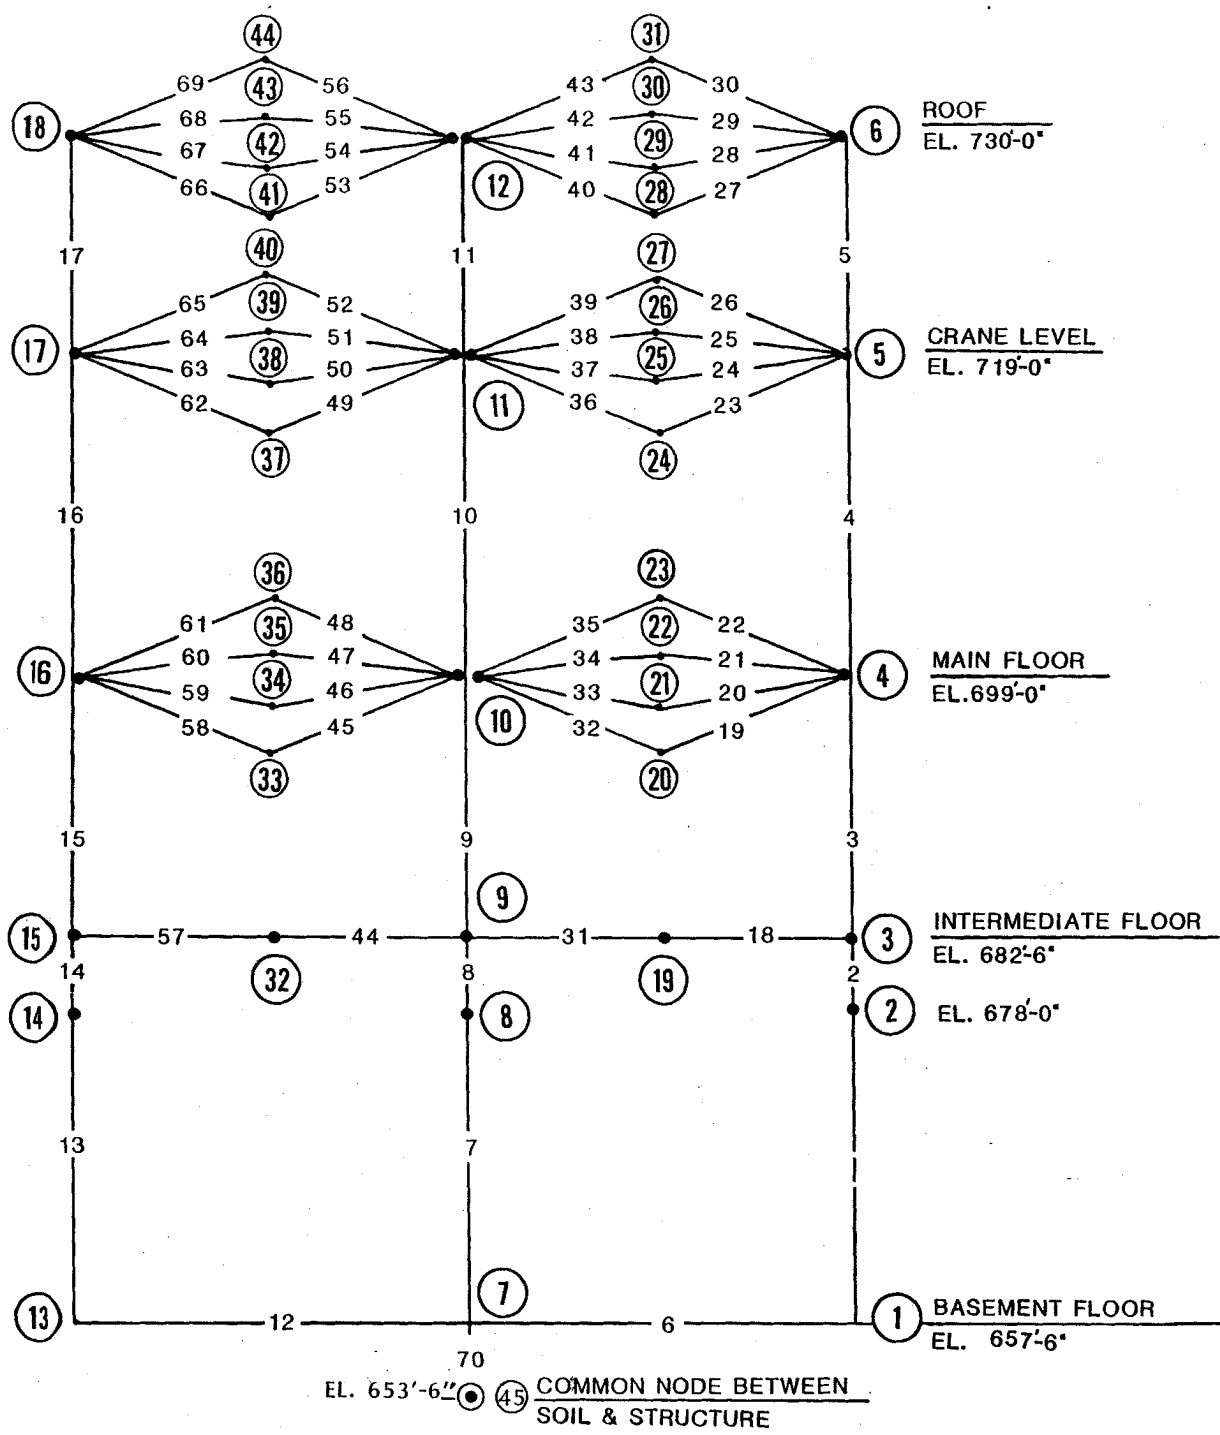 44 31
69 43 56 43 30 30
18 68 55 42 29 6 ROOF
42 29
67 54 41 28 EL. 730'-0"
66 41 53 12 40 28 27
17 40 11 27 5
65 39 52 39 26 26
17 64 51 38 25 5 CRANE LEVEL
38 25
63 50 37 24 EL. 719'-0"
62 49 11 36 23
37 24
16 10 4
36 23
61 35 48 35 22 22
16 60 47 34 21 4 MAIN FLOOR
34 21
59 46 33 20 EL.699'-0"
58 45 10 32 19
33 20
15 9 3
9
15 57 44 31 18 3 INTERMEDIATE FLOOR
EL. 682'-6"
14 32 8 19 2
14 8 2 EL. 678'-0"
13 7
7
13 12 6 1 BASEMENT FLOOR
EL. 657'-6"
70
EL. 653'-6" 45 COMMON NODE BETWEEN
SOIL & STRUCTURE